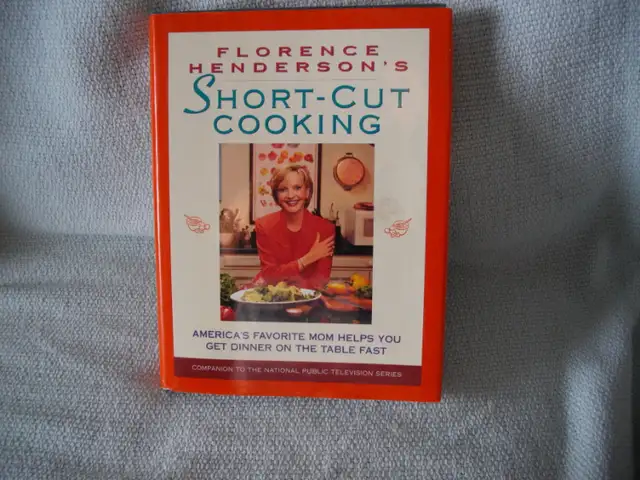 FLORENCE
HENDERSON'S
SHORT-CUT
COOKING
AMERICA'S FAVORITE MOM HELPS YOU
GET DINNER ON THE TABLE FAST
COMPANION TO THE NATIONAL PUBLIC TELEVISION SERIES